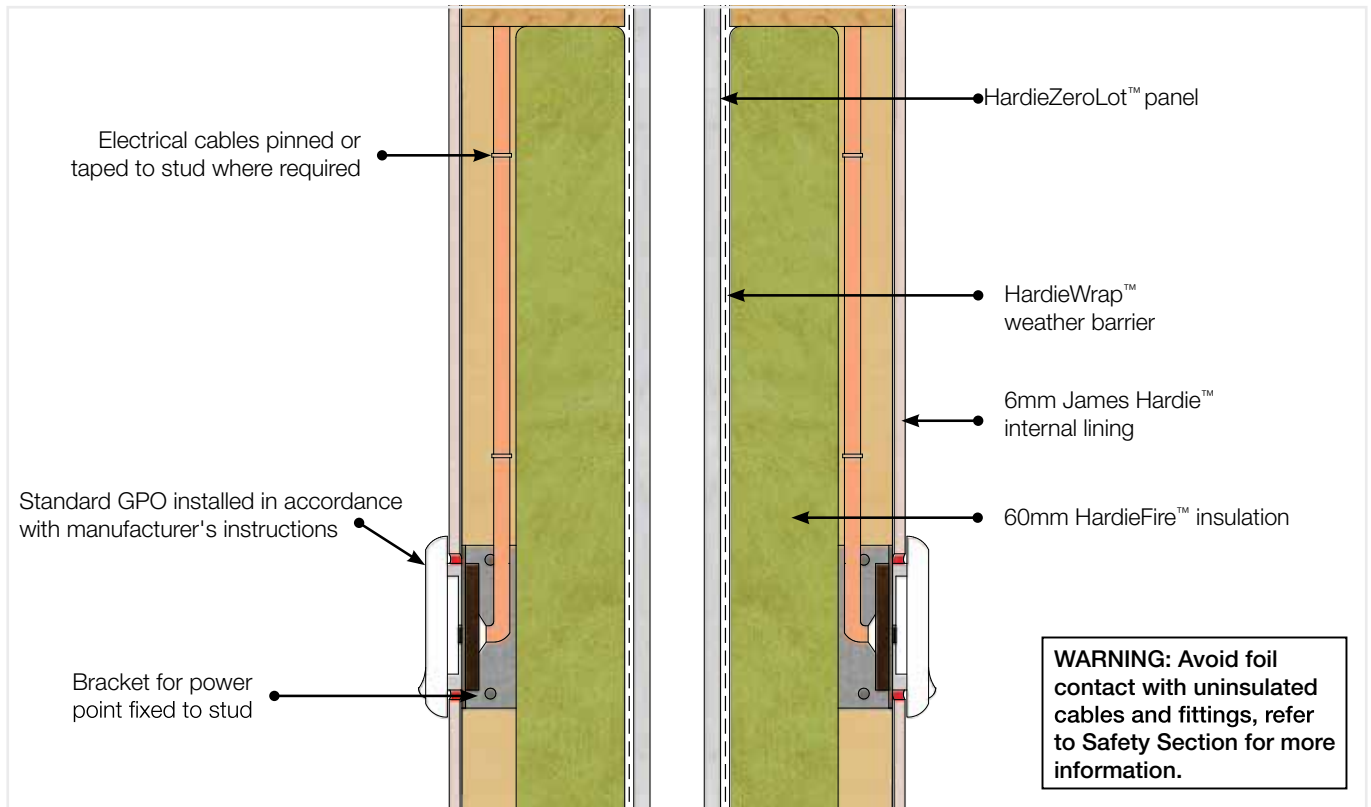 Electrical cables pinned or
taped to stud where required
Standard GPO installed in accordance
with manufacturer's instructions
Bracket for power
point fixed to stud
HardieZeroLot™ panel
HardieWrap™
weather barrier
6mm James Hardie™
internal lining
60mm HardieFire™ insulation
WARNING: Avoid foil
contact with uninsulated
cables and fittings, refer
to Safety Section for more
information.